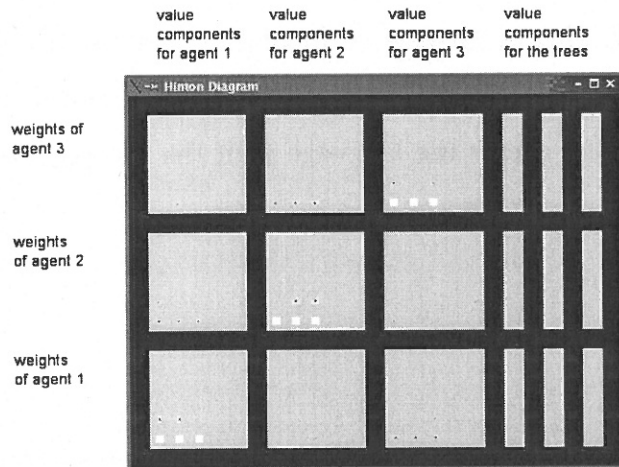 value
components
for agent 1
value
components
for agent 2
value
components
for agent 3
value
components
for the trees
Hinton Diagram
weights of
agent 3
weights
of agent 2
weights
of agent 1